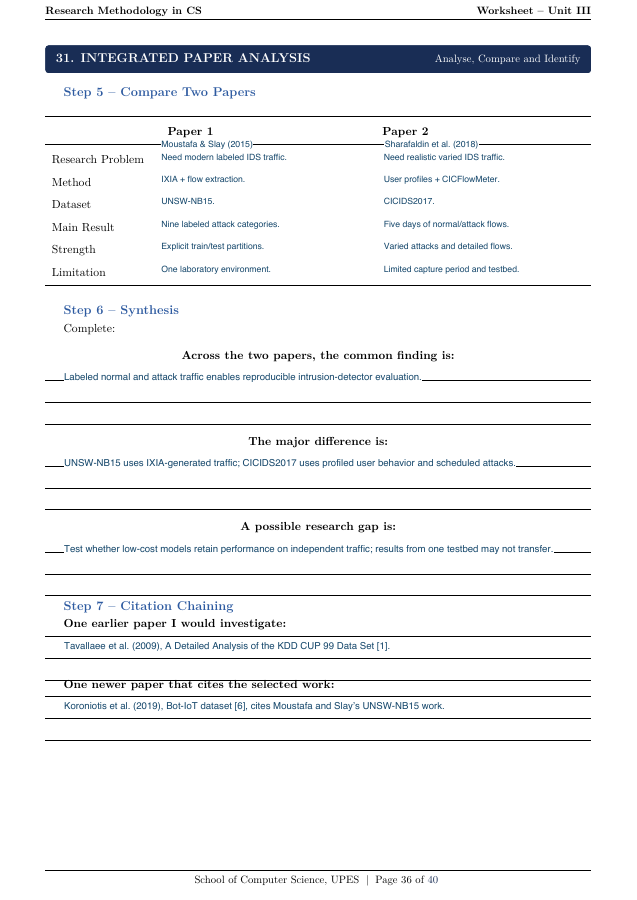 Research Methodology in CS Worksheet – Unit III
31. INTEGRATED PAPER ANALYSIS Analyse, Compare and Identify
Step 5 – Compare Two Papers
Paper 1 Paper 2
Moustafa & Slay (2015) Sharafaldin et al. (2018)
Research Problem Need modern labeled IDS traffic. Need realistic varied IDS traffic.
Method IXIA + flow extraction. User profiles + CICFlowMeter.
Dataset UNSW-NB15. CICIDS2017.
Main Result Nine labeled attack categories. Five days of normal/attack flows.
Strength Explicit train/test partitions. Varied attacks and detailed flows.
Limitation One laboratory environment. Limited capture period and testbed.
Step 6 – Synthesis
Complete:
Across the two papers, the common finding is:
Labeled normal and attack traffic enables reproducible intrusion-detector evaluation.
The major difference is:
UNSW-NB15 uses IXIA-generated traffic; CICIDS2017 uses profiled user behavior and scheduled attacks.
A possible research gap is:
Test whether low-cost models retain performance on independent traffic; results from one testbed may not transfer.
Step 7 – Citation Chaining
One earlier paper I would investigate:
Tavallaee et al. (2009), A Detailed Analysis of the KDD CUP 99 Data Set [1].
One newer paper that cites the selected work:
Koroniotis et al. (2019), Bot-IoT dataset [6], cites Moustafa and Slay's UNSW-NB15 work.
School of Computer Science, UPES | Page 36 of 40